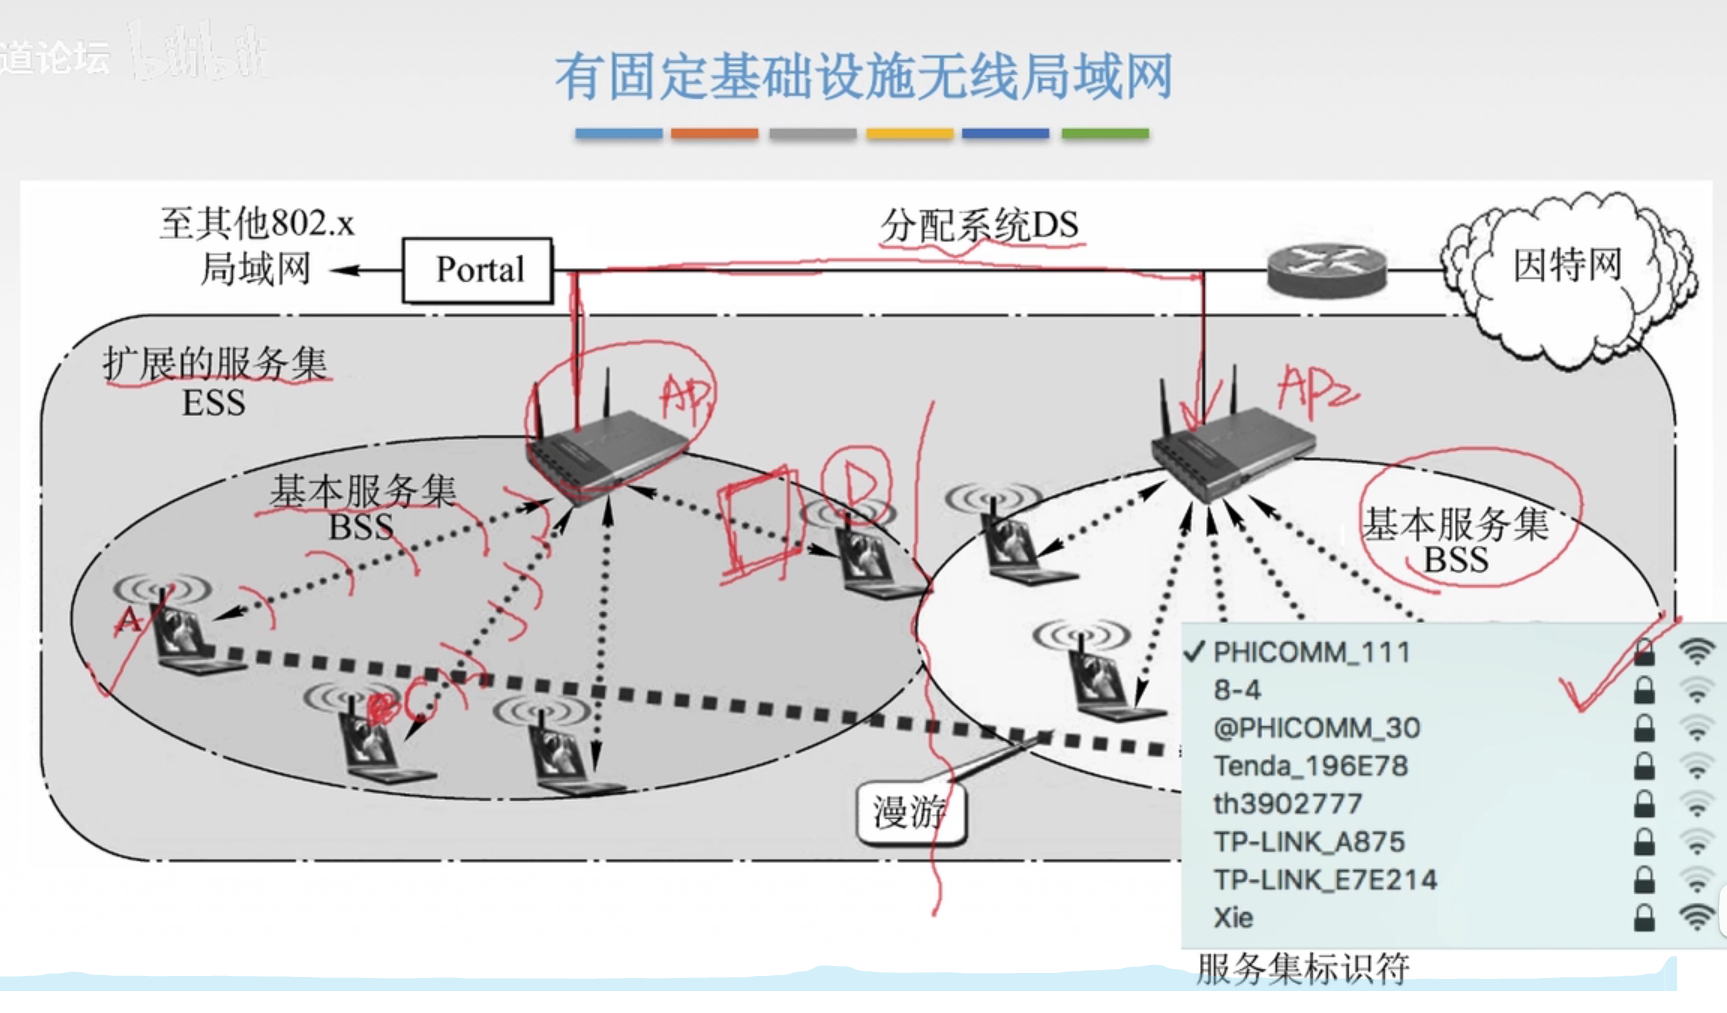 道论坛 bilibili
有固定基础设施无线局域网
至其他802.x
局域网
Portal
分配系统DS
因特网
扩展的服务集
ESS
AP1
AP2
基本服务集
BSS
D
基本服务集
BSS
A
漫游
✓ PHICOMM_111
8-4
@PHICOMM_30
Tenda_196E78
th3902777
TP-LINK_A875
TP-LINK_E7E214
Xie
服务集标识符